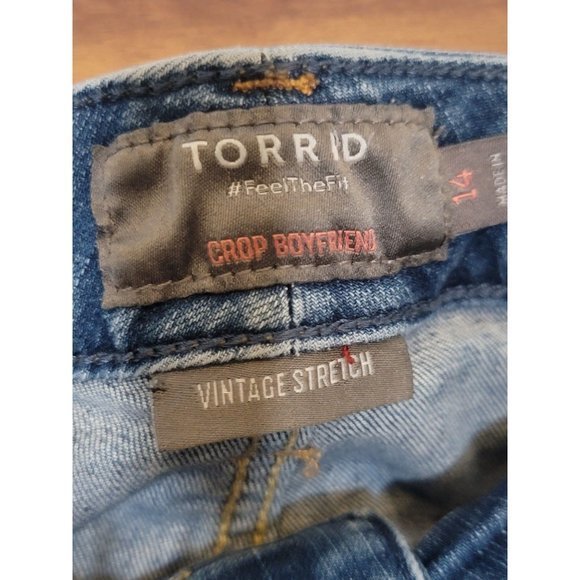 TORRID
#FeelTheFit
CROP BOYFRIEND
14
MADE IN
VINTAGE STRETCH